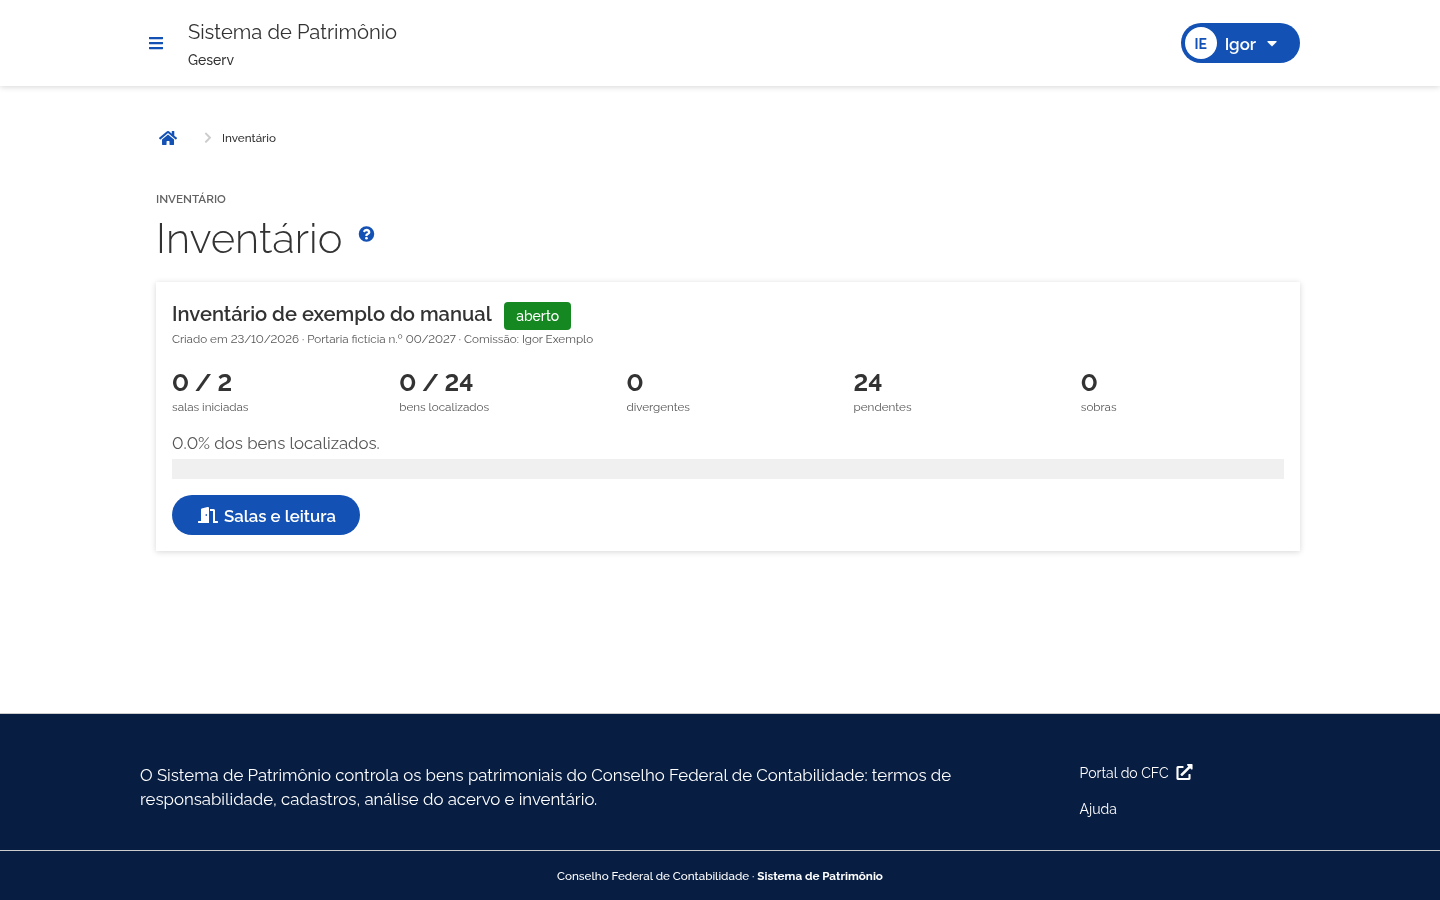 Sistema de Patrimônio
Geserv
IE Igor
Inventário
INVENTÁRIO
Inventário
Inventário de exemplo do manual aberto
Criado em 23/10/2026 · Portaria fictícia n.º 00/2027 · Comissão: Igor Exemplo
0 / 2 0 / 24 0 24 0
salas iniciadas bens localizados divergentes pendentes sobras
0.0% dos bens localizados.
Salas e leitura
O Sistema de Patrimônio controla os bens patrimoniais do Conselho Federal de Contabilidade: termos de
responsabilidade, cadastros, análise do acervo e inventário.
Portal do CFC
Ajuda
Conselho Federal de Contabilidade · Sistema de Patrimônio